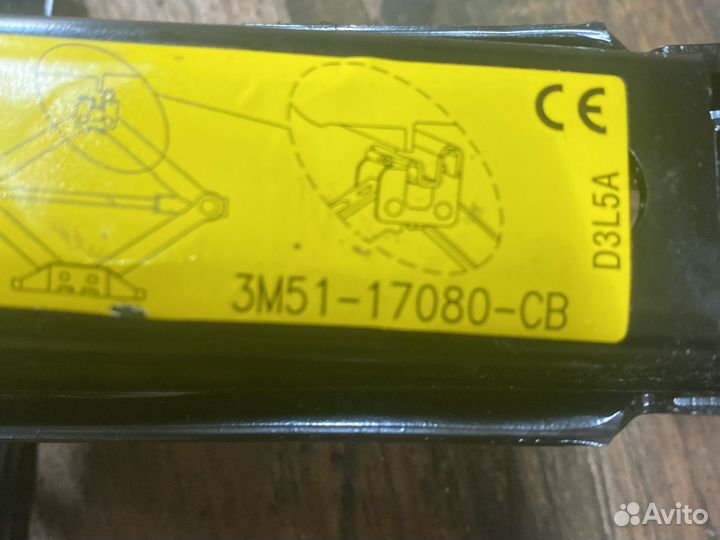 CE
D3L5A
3M51-17080-CB
Avito